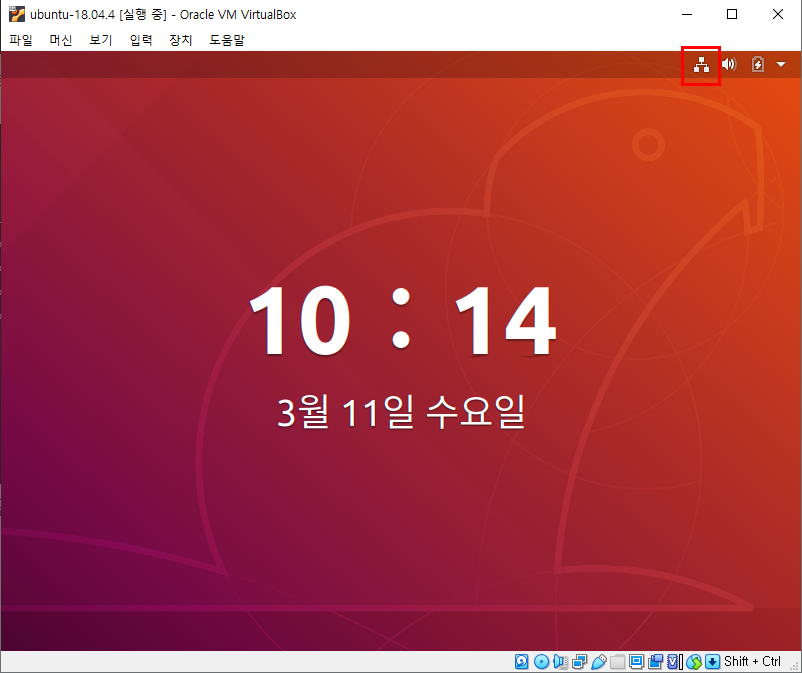 ubuntu-18.04.4 [실행 중] - Oracle VM VirtualBox
파일 머신 보기 입력 장치 도움말
10 : 14
3월 11일 수요일
Shift + Ctrl